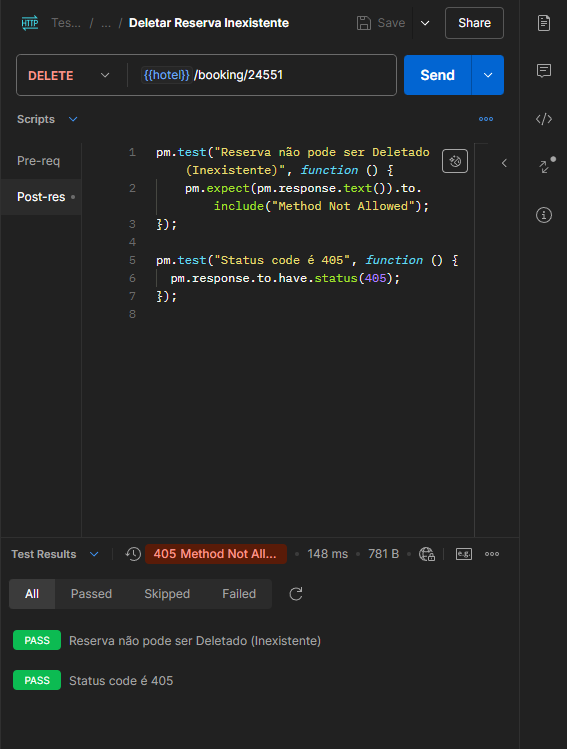 HTTP Tes... / ... / Deletar Reserva Inexistente Save Share
DELETE {{hotel}} /booking/24551 Send
Scripts
Pre-req
Post-res
1 pm.test("Reserva não pode ser Deletado
(Inexistente)", function () {
2 pm.expect(pm.response.text()).to.
include("Method Not Allowed");
3 });
4
5 pm.test("Status code é 405", function () {
6 pm.response.to.have.status(405);
7 });
8
Test Results 405 Method Not All... 148 ms 781 B e.g.
All Passed Skipped Failed
PASS Reserva não pode ser Deletado (Inexistente)
PASS Status code é 405